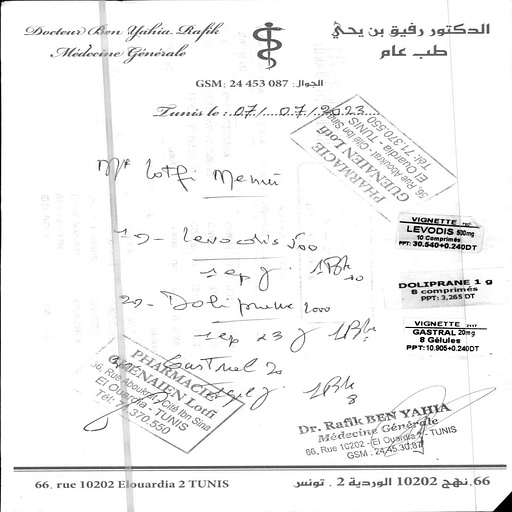 Docteur Ben Yahia Rafik
Médecine Générale
الدكتور رفيق بن يحيّ
طب عام
GSM: 24 453 087 :الجوال
Tunis le : 07/07/2023
PHARMACIE
GUENAIEN Lotfi
36, Rue Aboukral - Cité Ibn Sina
El Ouardia - TUNIS
Tél: 71.370.550
Mr Lotfi Memi
1)- Levodis 500
1cp j. 1Bte 10
VIGNETTE
LEVODIS 500mg
10 Comprimés
PPT: 30.540+0.240DT
2)- Doliprane 1000
1cp x3 j 1Bte
DOLIPRANE 1 g
8 comprimés
PPT: 3,265 DT
Gastral 20
1Bte 8
VIGNETTE
GASTRAL 20mg
8 Gélules
PPT:10.905+0.240DT
PHARMACIE
GUENAIEN Lotfi
36, Rue Aboukral Cité Ibn Sina
El Ouardia - TUNIS
Tél: 71.370.550
Dr. Rafik BEN YAHIA
Médecine Générale
66, Rue 10202 - El Ouardia 2 - TUNIS
GSM: 24.45.30.87
66, rue 10202 Elouardia 2 TUNIS
66، نهج 10202 الوردية 2 . تونس